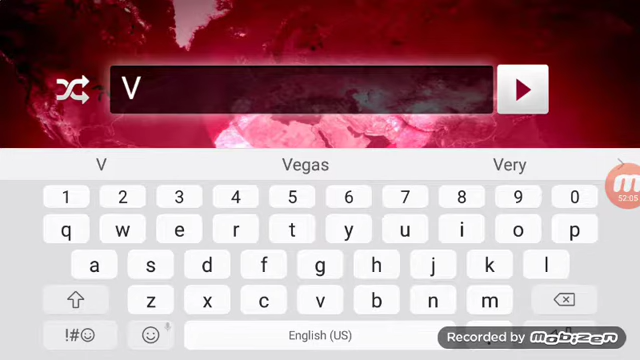 V
V Vegas Very
52:05
1 2 3 4 5 6 7 8 9 0
q w e r t y u i o p
a s d f g h j k l
z x c v b n m
!#☺ English (US)
Recorded by mobizen